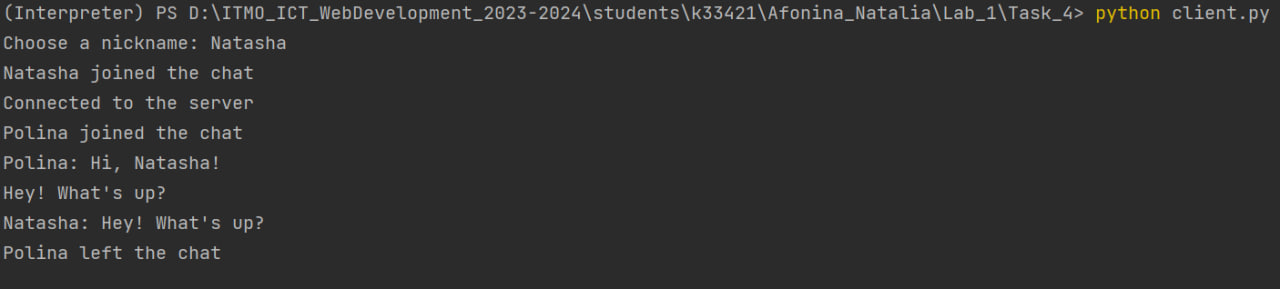 (Interpreter) PS D:\ITMO_ICT_WebDevelopment_2023-2024\students\k33421\Afonina_Natalia\Lab_1\Task_4> python client.py
Choose a nickname: Natasha
Natasha joined the chat
Connected to the server
Polina joined the chat
Polina: Hi, Natasha!
Hey! What's up?
Natasha: Hey! What's up?
Polina left the chat